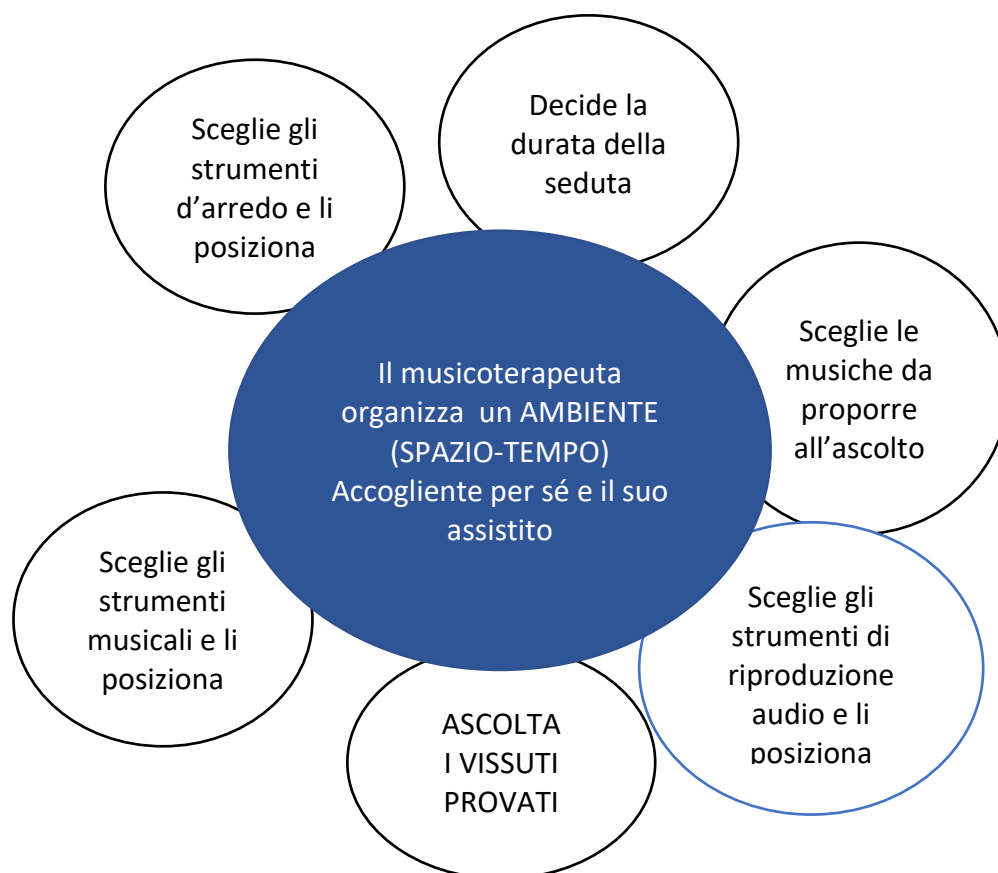 Sceglie gli
strumenti
d’arredo e li
posiziona
Decide la
durata della
seduta
Sceglie le
musiche da
proporre
all’ascolto
Il musicoterapeuta
organizza un AMBIENTE
(SPAZIO-TEMPO)
Accogliente per sé e il suo
assistito
Sceglie gli
strumenti
musicali e li
posiziona
Sceglie gli
strumenti di
riproduzione
audio e li
posiziona
ASCOLTA
I VISSUTI
PROVATI